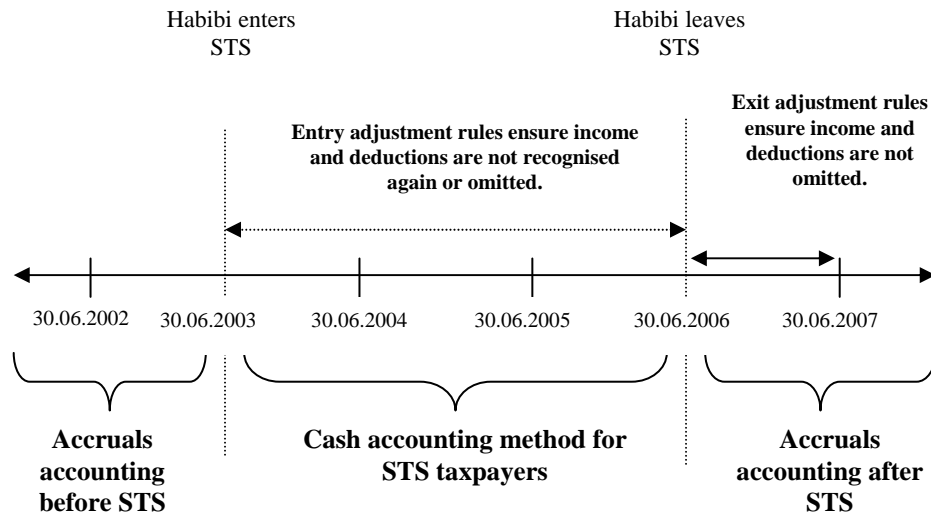 Habibi enters
STS
Habibi leaves
STS
Exit adjustment rules
ensure income and
deductions are not
omitted.
Entry adjustment rules ensure income
and deductions are not recognised
again or omitted.
30.06.2002
30.06.2003
30.06.2004
30.06.2005
30.06.2006
30.06.2007
Accruals
accounting
before STS
Cash accounting method for
STS taxpayers
Accruals
accounting after
STS